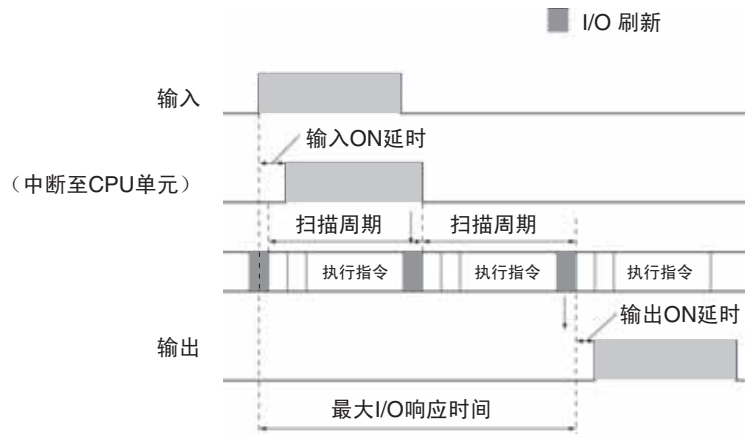 I/O 刷新
输入
输入ON延时
（中断至CPU单元）
扫描周期
扫描周期
执行指令
执行指令
执行指令
输出ON延时
输出
最大I/O响应时间